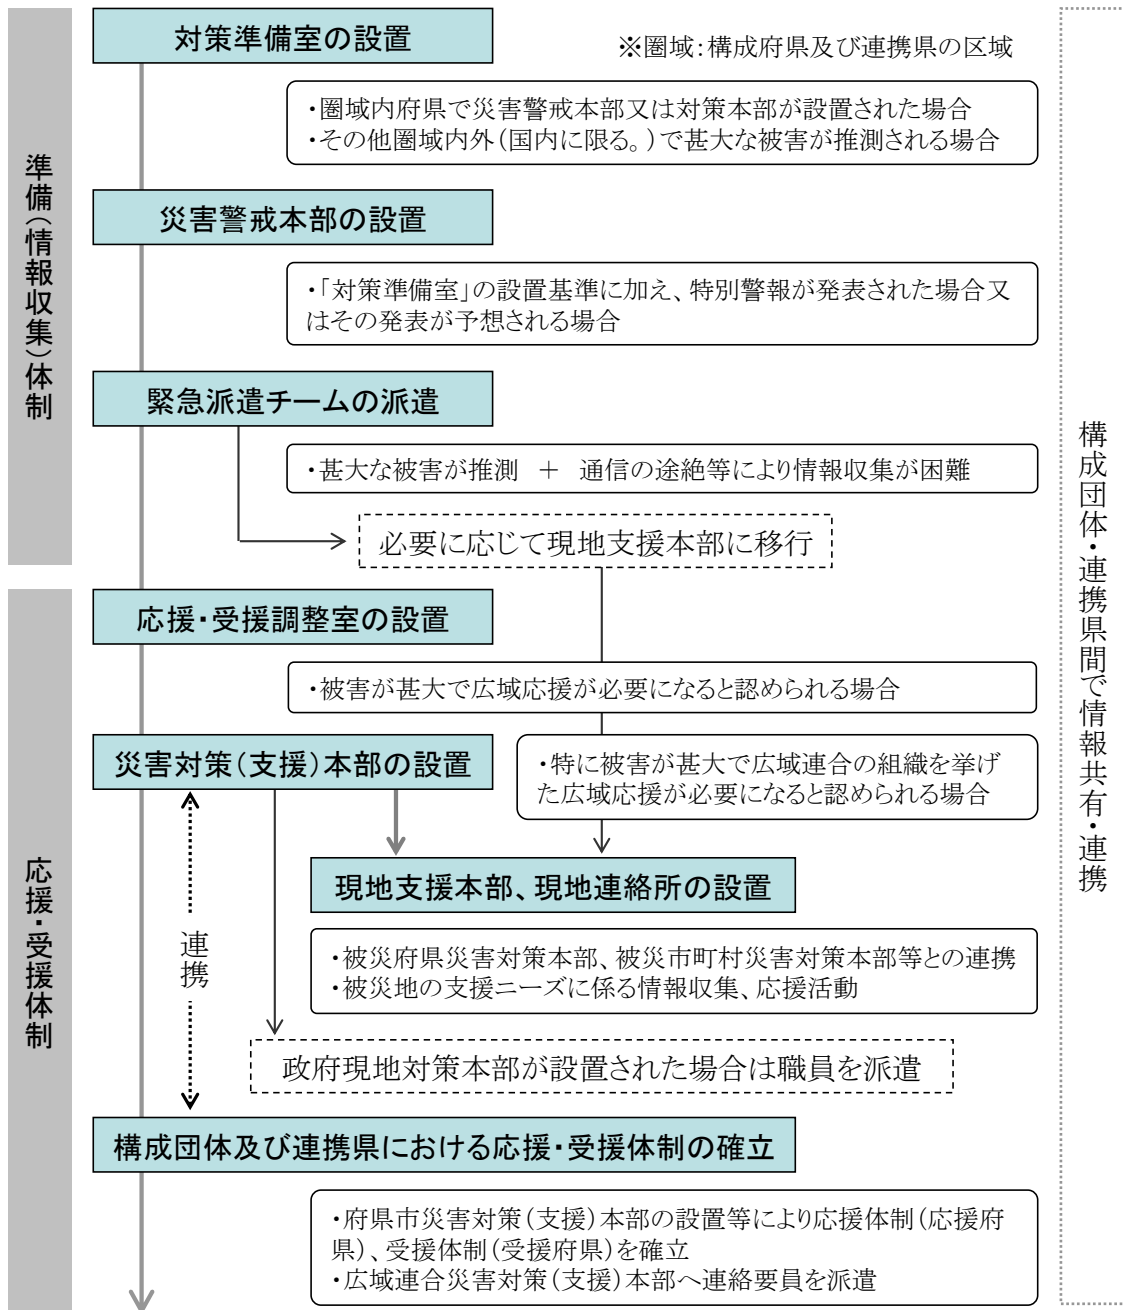 対策準備室の設置
※圏域：構成府県及び連携県の区域
・圏域内府県で災害警戒本部又は対策本部が設置された場合
・その他圏域内外（国内に限る。）で甚大な被害が推測される場合
準備（情報収集）体制
災害警戒本部の設置
・「対策準備室」の設置基準に加え、特別警報が発表された場合又
はその発表が予想される場合
緊急派遣チームの派遣
・甚大な被害が推測　＋　通信の途絶等により情報収集が困難
必要に応じて現地支援本部に移行
応援・受援調整室の設置
・被害が甚大で広域応援が必要になると認められる場合
災害対策（支援）本部の設置
・特に被害が甚大で広域連合の組織を挙げ
た広域応援が必要になると認められる場合
現地支援本部、現地連絡所の設置
応援・受援体制
連携
・被災府県災害対策本部、被災市町村災害対策本部等との連携
・被災地の支援ニーズに係る情報収集、応援活動
政府現地対策本部が設置された場合は職員を派遣
構成団体及び連携県における応援・受援体制の確立
・府県市災害対策（支援）本部の設置等により応援体制（応援府
県）、受援体制（受援府県）を確立
・広域連合災害対策（支援）本部へ連絡要員を派遣
構成団体・連携県間で情報共有・連携